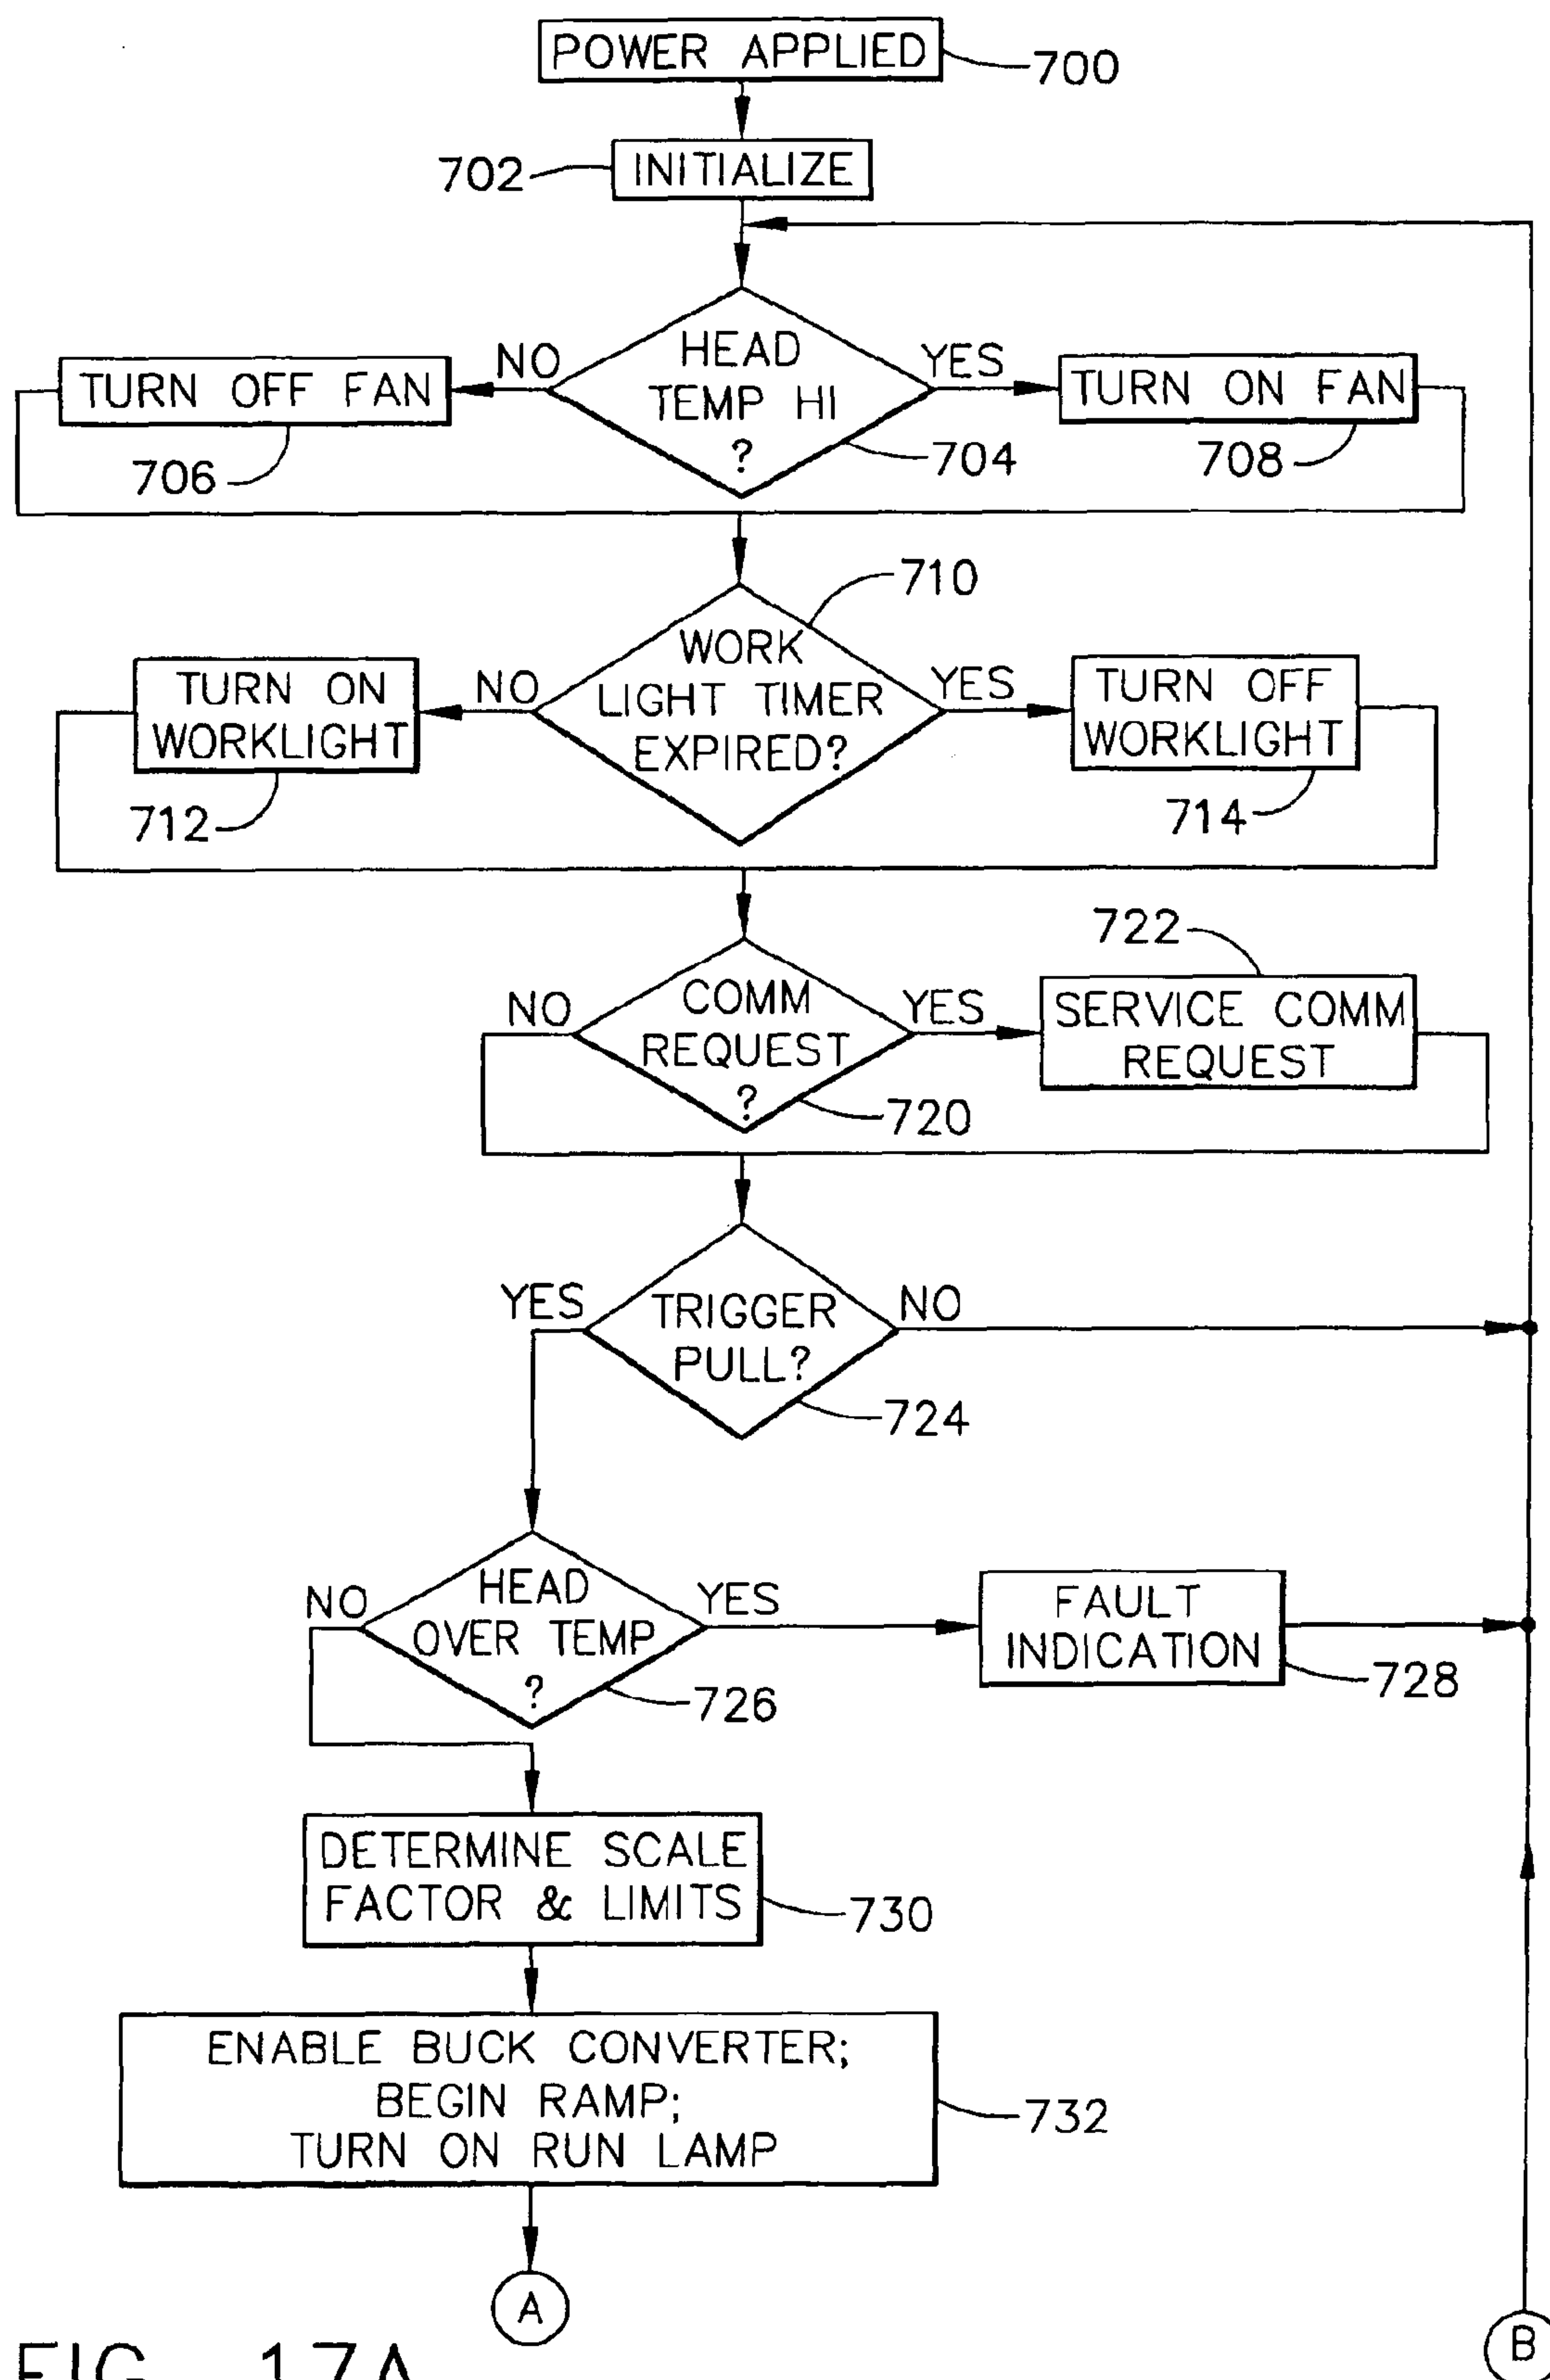 POWER APPLIED
700
702
INITIALIZE
NO
HEAD
TEMP HI
?
YES
TURN OFF FAN
TURN ON FAN
706
704
708
710
WORK
LIGHT TIMER
EXPIRED?
NO
YES
TURN ON
WORKLIGHT
TURN OFF
WORKLIGHT
712
714
722
NO
COMM
REQUEST
?
YES
SERVICE COMM
REQUEST
720
YES
TRIGGER
PULL?
NO
724
NO
HEAD
OVER TEMP
?
YES
FAULT
INDICATION
726
728
DETERMINE SCALE
FACTOR & LIMITS
730
ENABLE BUCK CONVERTER;
BEGIN RAMP;
TURN ON RUN LAMP
732
A
B
FIG. 17A